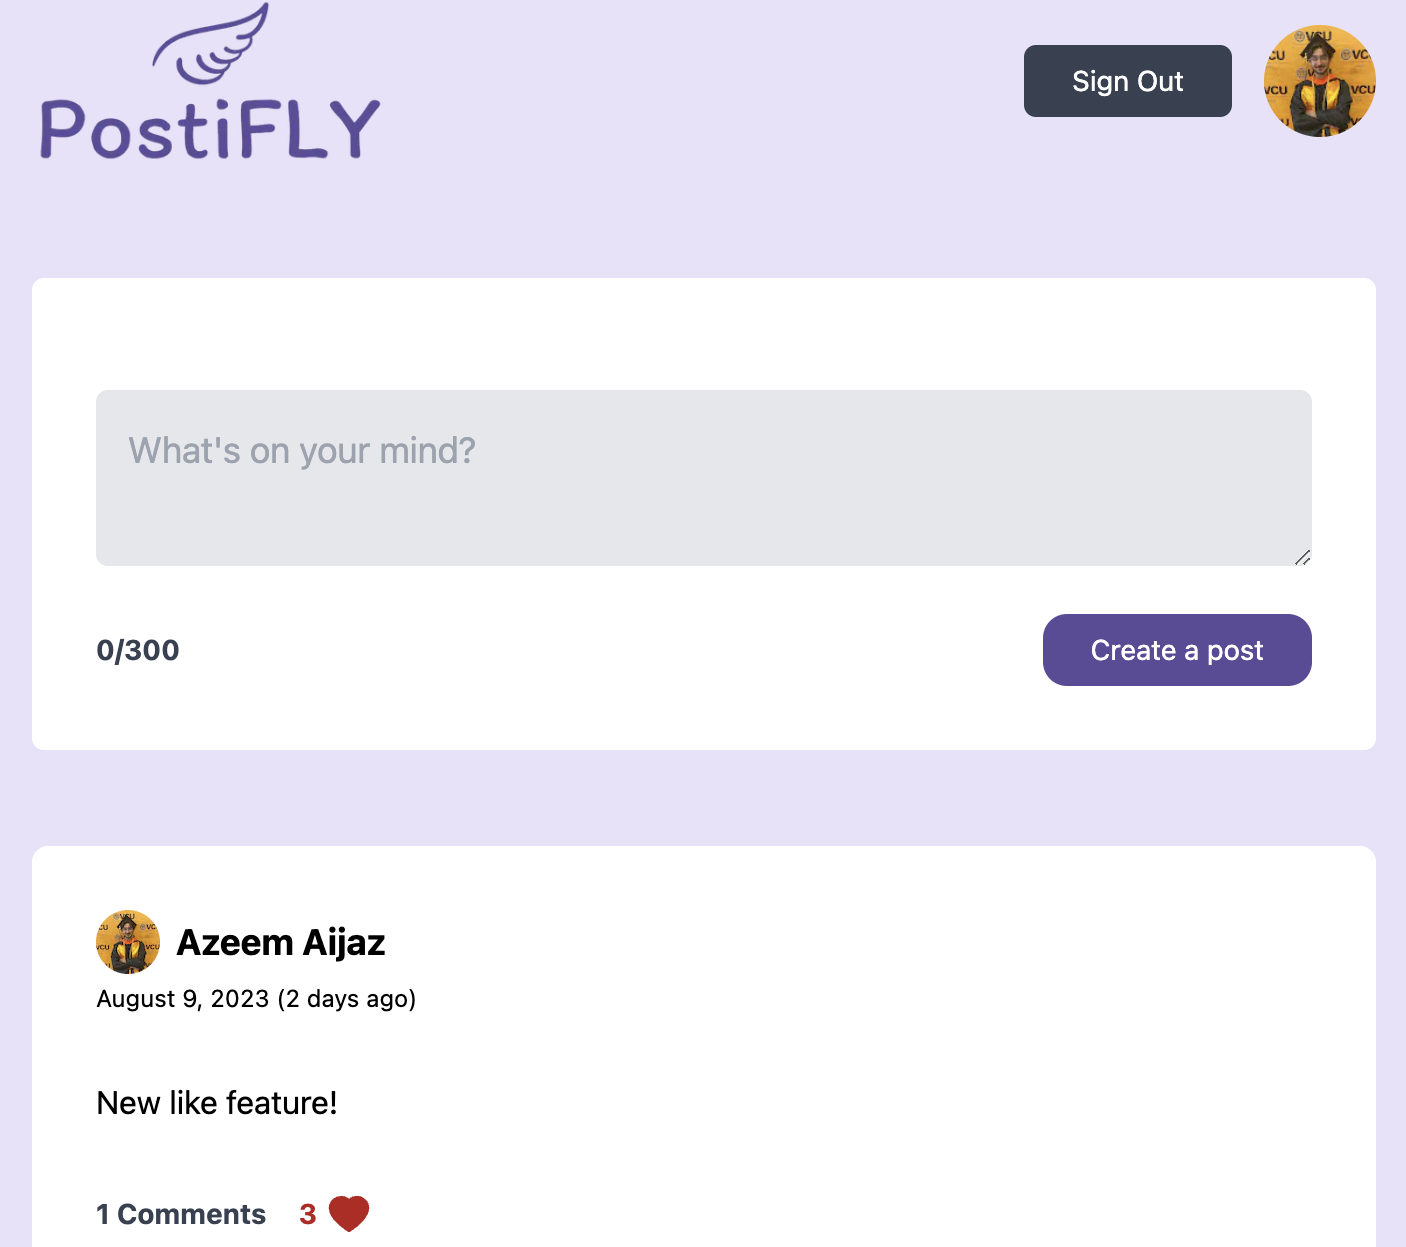 PostiFLY
Sign Out
What's on your mind?
0/300
Create a post
Azeem Aijaz
August 9, 2023 (2 days ago)
New like feature!
1 Comments 3